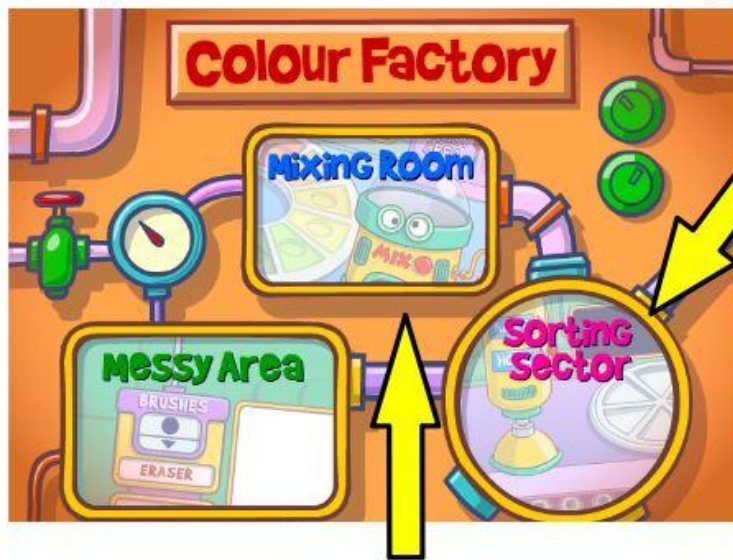 Colour Factory
Mixing Room
MIX
Messy Area
BRUSHES
ERASER
Sorting
Sector